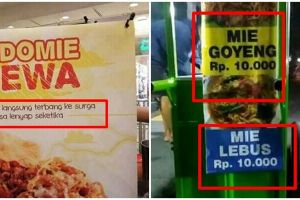 DOMIE
EWA
langsung terbang ke surga
sa lenyap seketika
MIE
GOYENG
Rp. 10.000
MIE
LEBUS
Rp. 10.000